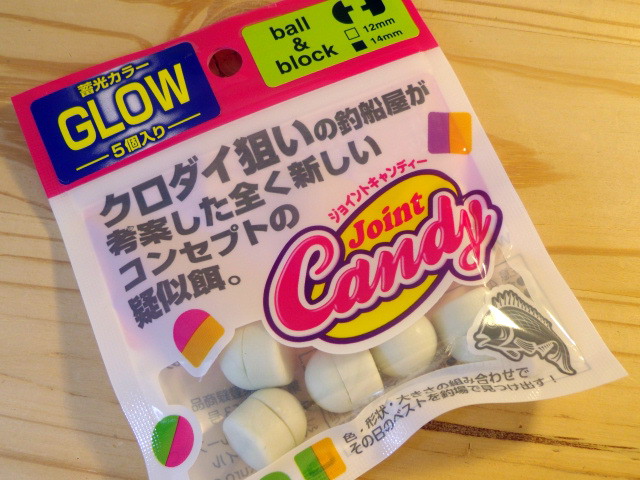 蓄光カラー
GLOW
5個入り
ball
&
block
12mm
14mm
クロダイ狙いの釣船屋が
考案した全く新しい
コンセプトの
疑似餌。
ジョイントキャンディー
Joint
Candy
色・形状・大きさの組み合わせで
その日のベストを釣場で見つけ出す!